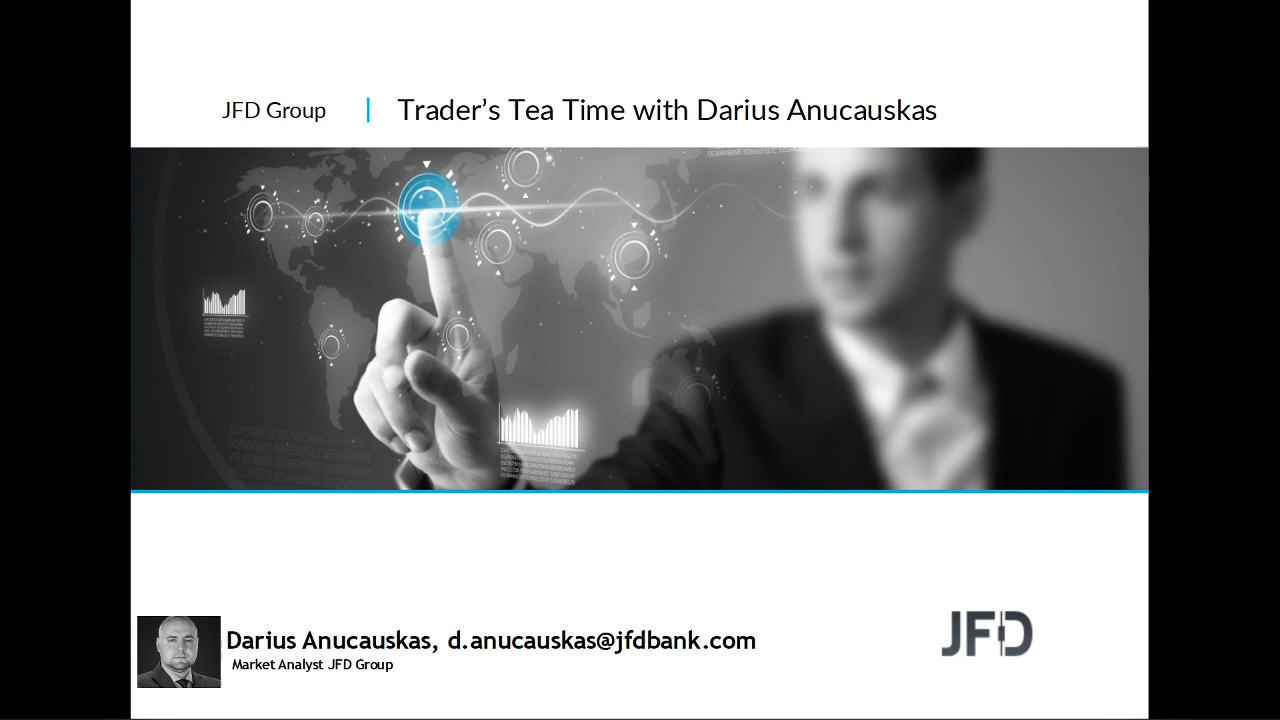 JFD Group | Trader’s Tea Time with Darius Anucauskas
Darius Anucauskas, d.anucauskas@jfdbank.com
Market Analyst JFD Group
JFD